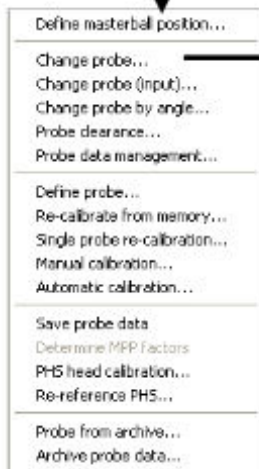 Define masterball position...
Change probe...
Change probe (input)...
Change probe by angle...
Probe clearance...
Probe data management...
Define probe...
Re-calibrate from memory...
Single probe re-calibration...
Manual calibration...
Automatic calibration...
Save probe data
Determine MPP factors
PHS head calibration...
Re-reference PHS...
Probe from archive...
Archive probe data...